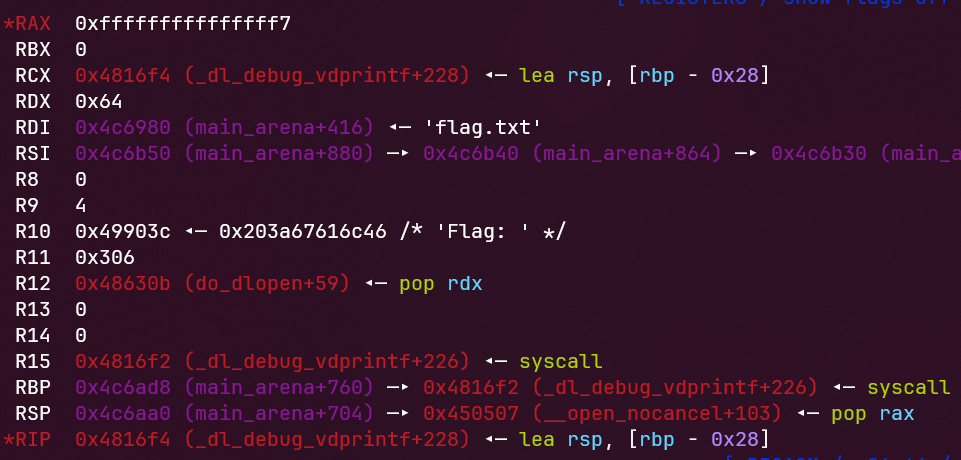 [ REGISTERS / show-flags off
*RAX  0xfffffffffffffff7
RBX  0
RCX  0x4816f4 (_dl_debug_vdprintf+228) ◂— lea rsp, [rbp - 0x28]
RDX  0x64
RDI  0x4c6980 (main_arena+416) ◂— 'flag.txt'
RSI  0x4c6b50 (main_arena+880) —▸ 0x4c6b40 (main_arena+864) —▸ 0x4c6b30 (main_a
R8   0
R9   4
R10  0x49903c ◂— 0x203a67616c46 /* 'Flag: ' */
R11  0x306
R12  0x48630b (do_dlopen+59) ◂— pop rdx
R13  0
R14  0
R15  0x4816f2 (_dl_debug_vdprintf+226) ◂— syscall
RBP  0x4c6ad8 (main_arena+760) —▸ 0x4816f2 (_dl_debug_vdprintf+226) ◂— syscall
RSP  0x4c6aa0 (main_arena+704) —▸ 0x450507 (__open_nocancel+103) ◂— pop rax
*RIP  0x4816f4 (_dl_debug_vdprintf+228) ◂— lea rsp, [rbp - 0x28]